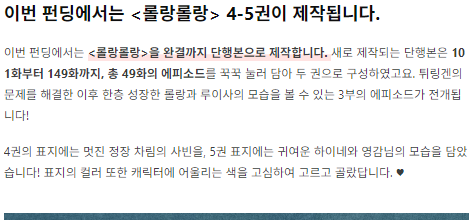 이번 펀딩에서는 <롤랑롤랑> 4-5권이 제작됩니다.
이번 펀딩에서는 <롤랑롤랑>을 완결까지 단행본으로 제작합니다. 새로 제작되는 단행본은 10
1화부터 149화까지, 총 49화의 에피소드를 꾹꾹 눌러 담아 두 권으로 구성하였고요. 튀링겐의
문제를 해결한 이후 한층 성장한 롤랑과 루이사의 모습을 볼 수 있는 3부의 에피소드가 전개됩
니다!
4권의 표지에는 멋진 정장 차림의 사빈을, 5권 표지에는 귀여운 하이네와 영감님의 모습을 담았
습니다! 표지의 컬러 또한 캐릭터에 어울리는 색을 고심하여 고르고 골랐답니다. ♥